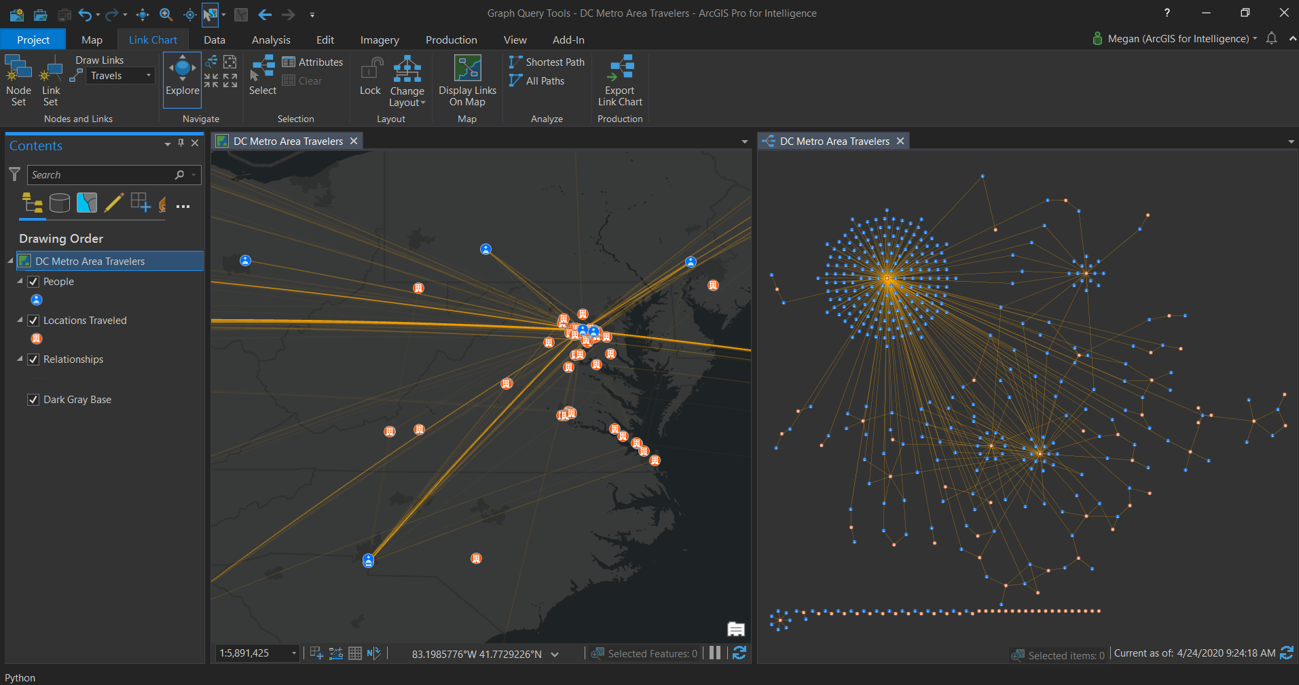 Graph Query Tools - DC Metro Area Travelers - ArcGIS Pro for Intelligence
?
Project Map Link Chart Data Analysis Edit Imagery Production View Add-In
Megan (ArcGIS for Intelligence)
Node Set
Link Set
Draw Links
Travels
Nodes and Links
Explore
Navigate
Select
Attributes
Clear
Selection
Lock
Change Layout
Layout
Display Links On Map
Map
Shortest Path
All Paths
Analyze
Export Link Chart
Production
Contents
Search
Drawing Order
DC Metro Area Travelers
People
Locations Traveled
Relationships
Dark Gray Base
DC Metro Area Travelers
1:5,891,425
83.1985776°W 41.7729226°N
Selected Features: 0
DC Metro Area Travelers
Selected items: 0
Current as of: 4/24/2020 9:24:18 AM
Python